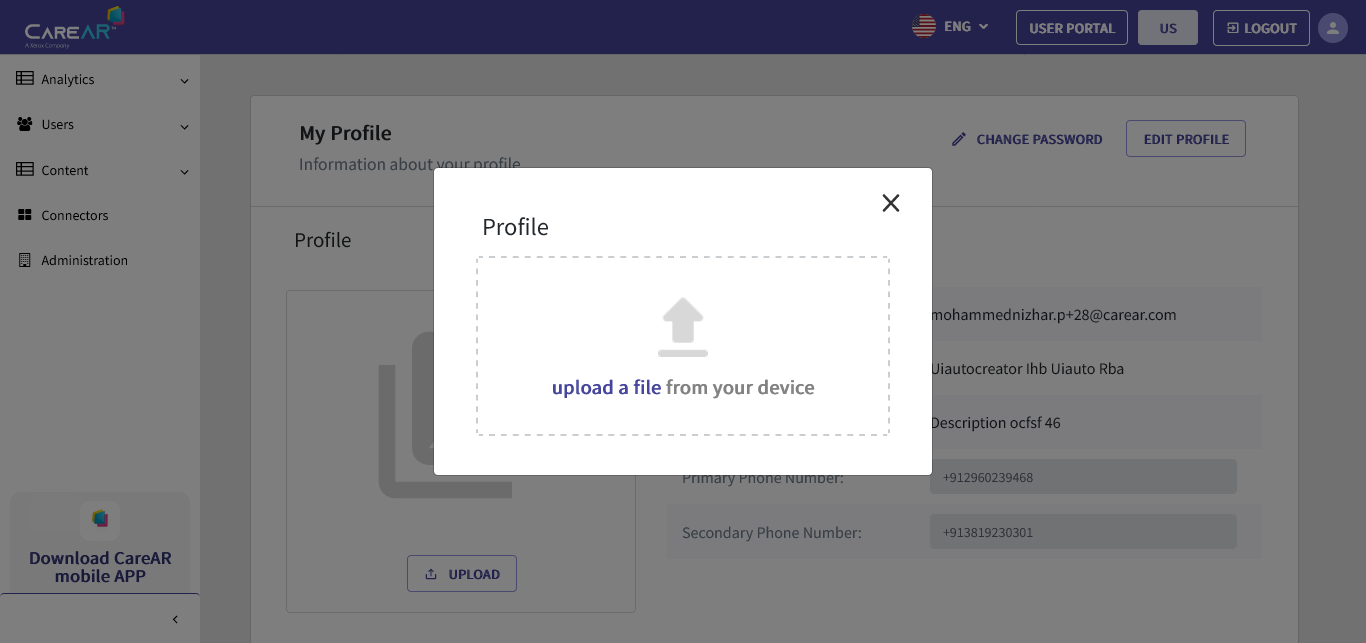 CAREAR™
A Xerox Company
ENG
USER PORTAL
US
LOGOUT
Analytics
Users
Content
Connectors
Administration
Download CareAR
mobile APP
My Profile
Information about your profile
CHANGE PASSWORD
EDIT PROFILE
Profile
UPLOAD
Profile
upload a file from your device
mohammednizhar.p+28@carear.com
Uiautocreator Ihb Uiauto Rba
Description ocfsf 46
Primary Phone Number:
+912960239468
Secondary Phone Number:
+913819230301